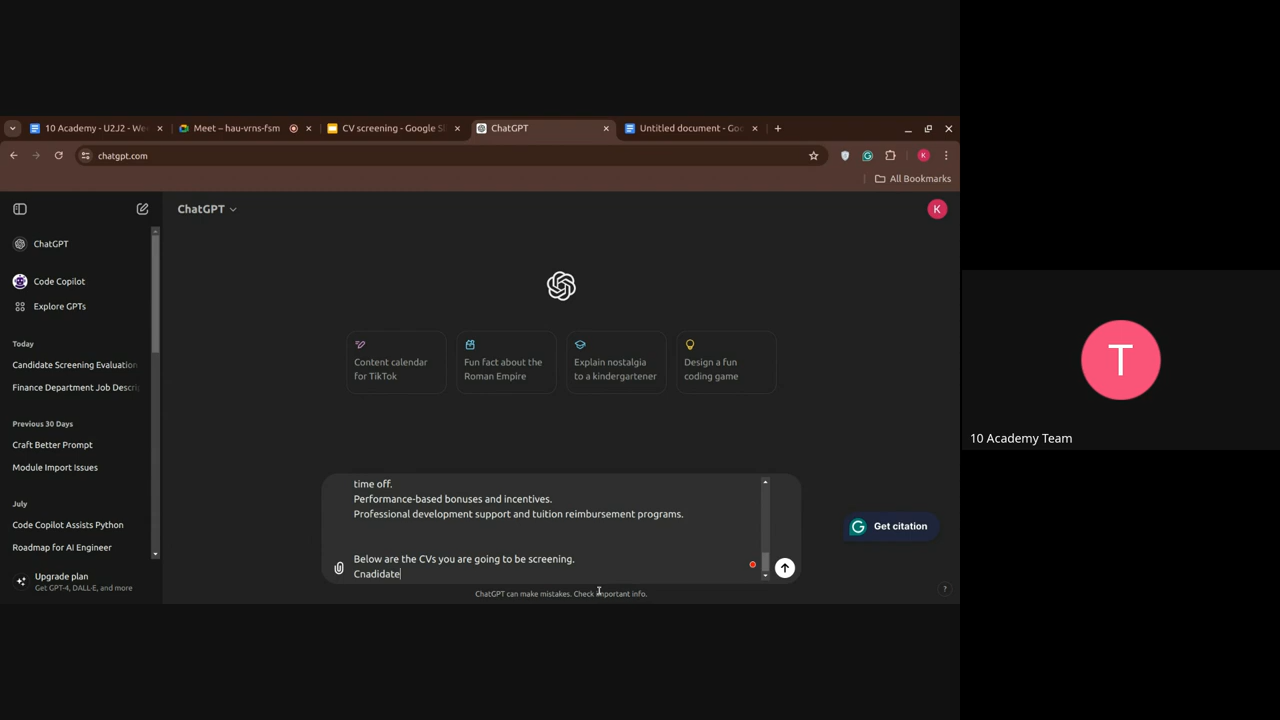 10 Academy - U2J2 - We
Meet – hau-vrns-fsm
CV screening - Google Sl
ChatGPT
Untitled document - Goo
chatgpt.com
K
All Bookmarks
ChatGPT
K
ChatGPT
Code Copilot
Explore GPTs
Today
Candidate Screening Evaluation
Finance Department Job Descri
Previous 30 Days
Craft Better Prompt
Module Import Issues
July
Code Copilot Assists Python
Roadmap for AI Engineer
Upgrade plan
Get GPT-4, DALL·E, and more
Content calendar
for TikTok
Fun fact about the
Roman Empire
Explain nostalgia
to a kindergartener
Design a fun
coding game
time off.
Performance-based bonuses and incentives.
Professional development support and tuition reimbursement programs.
Below are the CVs you are going to be screening.
Cnadidate
ChatGPT can make mistakes. Check important info.
Get citation
?
T
10 Academy Team